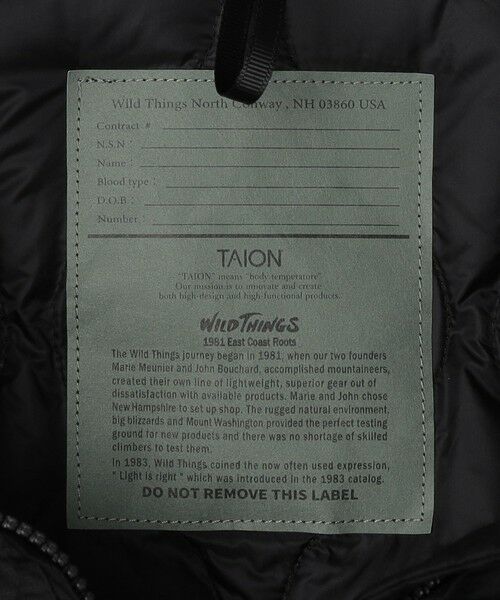 Wild Things North Conway , NH 03860 USA
Contract #
N.S.N :
Name :
Blood type :
D.O.B :
Number :
TAION
"TAION" means "body temperature"
Our mission is to innovate and create
both high-design and high-functional products.
WILDTHINGS
1981 East Coast Roots
The Wild Things journey began in 1981, when our two founders
Marie Meunier and John Bouchard, accomplished mountaineers,
created their own line of lightweight, superior gear out of
dissatisfaction with available products. Marie and John chose
New Hampshire to set up shop. The rugged natural environment,
big blizzards and Mount Washington provided the perfect testing
ground for new products and there was no shortage of skilled
climbers to test them.
In 1983, Wild Things coined the now often used expression,
" Light is right " which was introduced in the 1983 catalog.
DO NOT REMOVE THIS LABEL